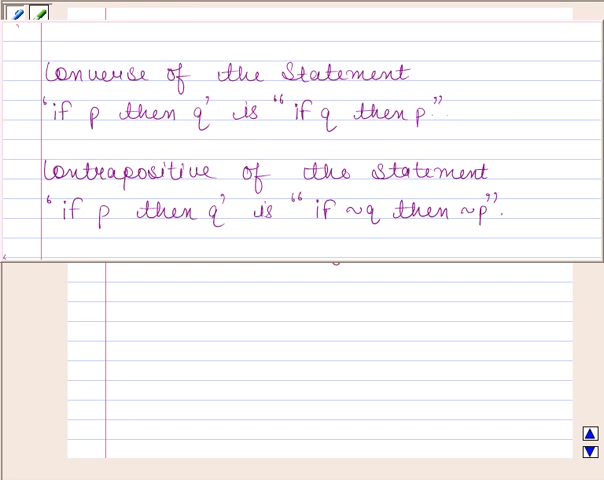 Converse of the Statement
'if p then q' is "if q then p".
Contrapositive of the Statement
'if p then q' is "if ~q then ~p".